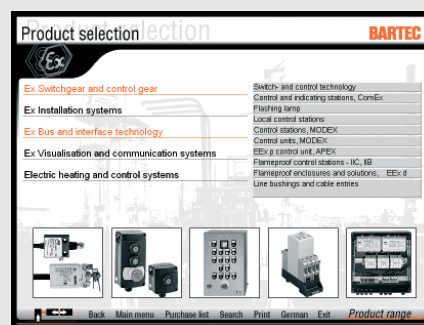 Product selection
BARTEC
Ex
Ex Switchgear and control gear
Ex Installation systems
Ex Bus and interface technology
Ex Visualisation and communication systems
Electric heating and control systems
Switch- and control technology
Control and indicating stations, ComEx
Flashing lamp
Local control stations
Control stations, MODEX
Control units, MODEX
EEx p control unit, APEX
Flameproof control stations - IIC, IIB
Flameproof enclosures and solutions, EEx d
Line bushings and cable entries
Back Main menu Purchase list Search Print German Exit Product range